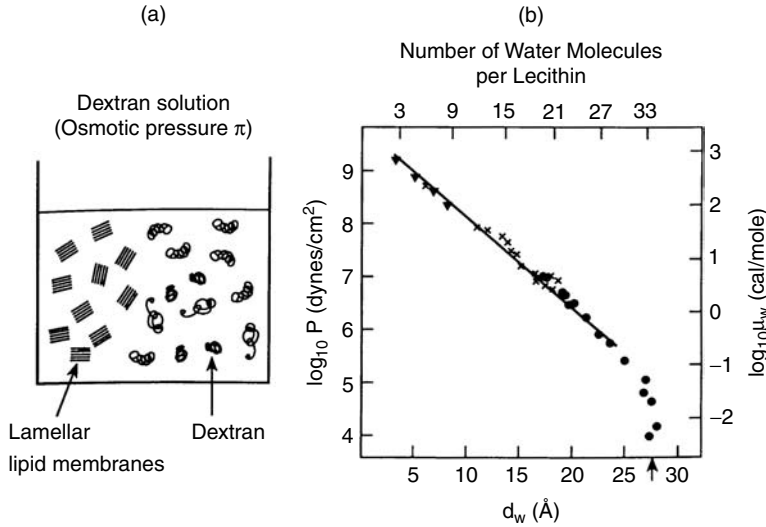 (a)
Dextran solution
(Osmotic pressure π)
Lamellar
lipid membranes
Dextran
(b)
Number of Water Molecules
per Lecithin
3 9 15 21 27 33
log₁₀ P (dynes/cm²)
9
8
7
6
5
4
3
2
1
0
−1
−2
log₁₀μw (cal/mole)
5 10 15 20 25 30
dw (Å)